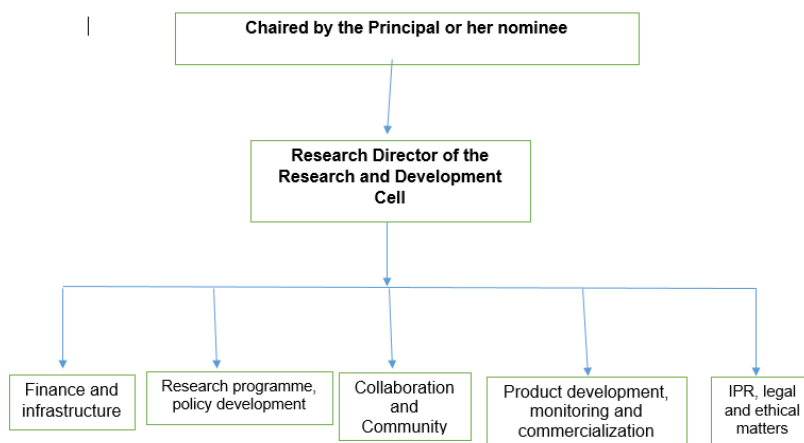 Chaired by the Principal or her nominee
Research Director of the
Research and Development
Cell
Finance and
infrastructure
Research programme,
policy development
Collaboration
and
Community
Product development,
monitoring and
commercialization
IPR, legal
and ethical
matters